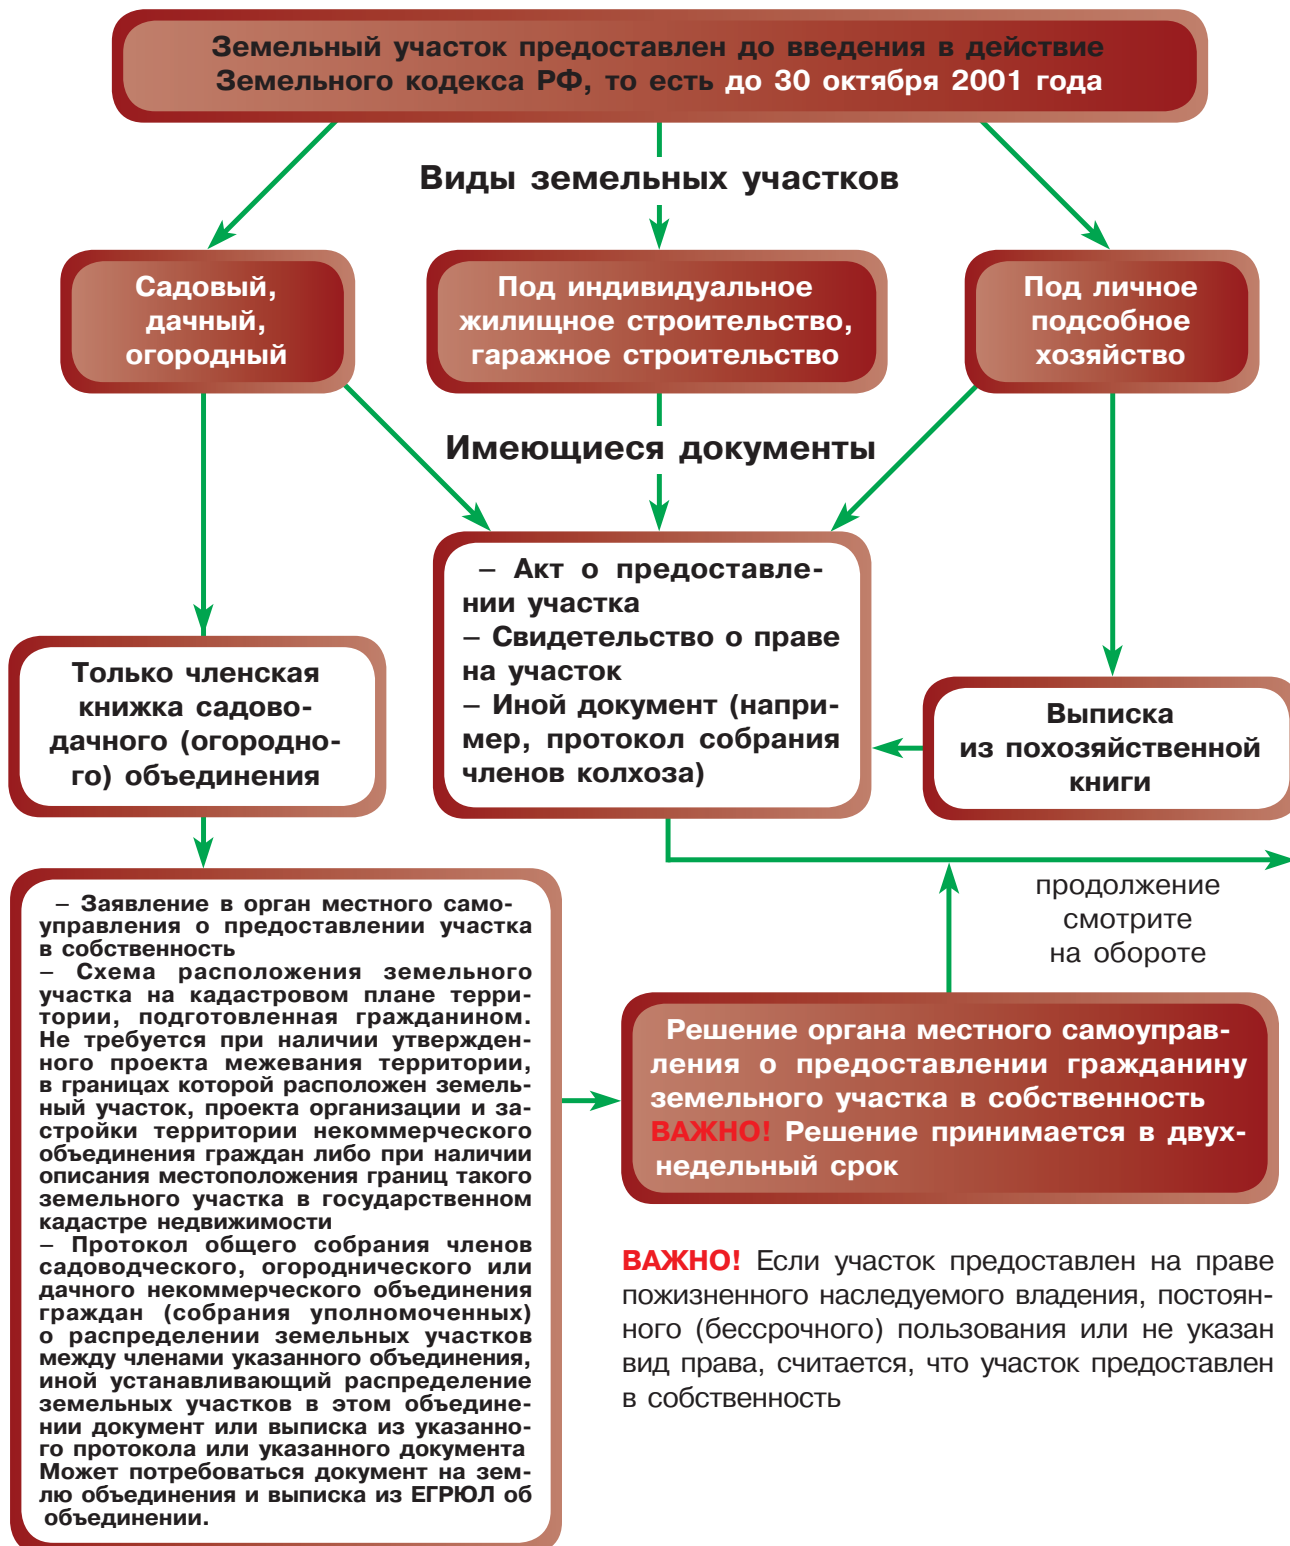 Земельный участок предоставлен до введения в действие
Земельного кодекса РФ, то есть до 30 октября 2001 года
Виды земельных участков
Садовый,
дачный,
огородный
Под индивидуальное
жилищное строительство,
гаражное строительство
Под личное
подсобное
хозяйство
Имеющиеся документы
– Акт о предоставле-
нии участка
– Свидетельство о праве
на участок
– Иной документ (напри-
мер, протокол собрания
членов колхоза)
Только членская
книжка садово-
дачного (огородно-
го) объединения
Выписка
из похозяйственной
книги
продолжение
смотрите
на обороте
– Заявление в орган местного само-
управления о предоставлении участка
в собственность
– Схема расположения земельного
участка на кадастровом плане терри-
тории, подготовленная гражданином.
Не требуется при наличии утвержден-
ного проекта межевания территории,
в границах которой расположен земель-
ный участок, проекта организации и за-
стройки территории некоммерческого
объединения граждан либо при наличии
описания местоположения границ такого
земельного участка в государственном
кадастре недвижимости
– Протокол общего собрания членов
садоводческого, огороднического или
дачного некоммерческого объединения
граждан (собрания уполномоченных)
о распределении земельных участков
между членами указанного объединения,
иной устанавливающий распределение
земельных участков в этом объедине-
нии документ или выписка из указанно-
го протокола или указанного документа
Может потребоваться документ на зем-
лю объединения и выписка из ЕГРЮЛ об
объединении.
Решение органа местного самоуправ-
ления о предоставлении гражданину
земельного участка в собственность
ВАЖНО! Решение принимается в двух-
недельный срок
ВАЖНО! Если участок предоставлен на праве
пожизненного наследуемого владения, постоян-
ного (бессрочного) пользования или не указан
вид права, считается, что участок предоставлен
в собственность